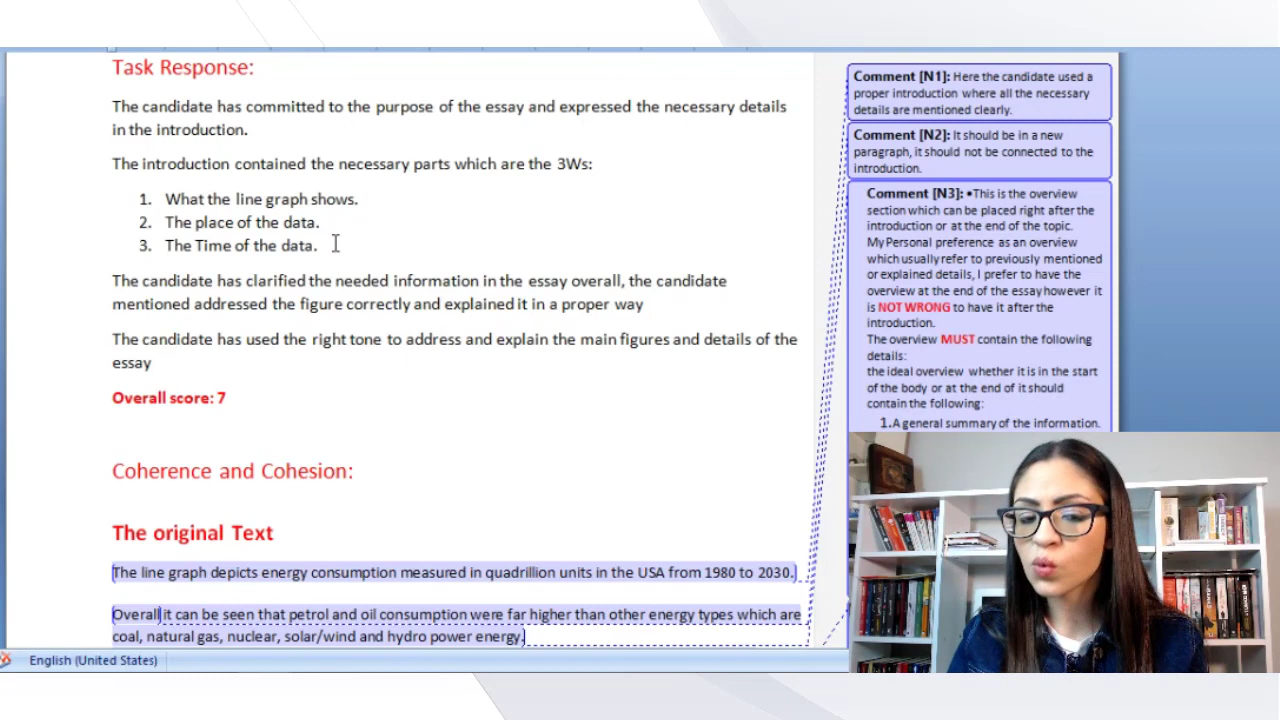 Task Response:
The candidate has committed to the purpose of the essay and expressed the necessary details
in the introduction.
The introduction contained the necessary parts which are the 3Ws:
1. What the line graph shows.
2. The place of the data.
3. The Time of the data.
The candidate has clarified the needed information in the essay overall, the candidate
mentioned addressed the figure correctly and explained it in a proper way
The candidate has used the right tone to address and explain the main figures and details of the
essay
Overall score: 7
Coherence and Cohesion:
The original Text
The line graph depicts energy consumption measured in quadrillion units in the USA from 1980 to 2030.
Overall it can be seen that petrol and oil consumption were far higher than other energy types which are
coal, natural gas, nuclear, solar/wind and hydro power energy.
English (United States)
Comment [N1]: Here the candidate used a
proper introduction where all the necessary
details are mentioned clearly.
Comment [N2]: It should be in a new
paragraph, it should not be connected to the
introduction.
Comment [N3]: •This is the overview
section which can be placed right after the
introduction or at the end of the topic.
My Personal preference as an overview
which usually refer to previously mentioned
or explained details, I prefer to have the
overview at the end of the essay however it
is NOT WRONG to have it after the
introduction.
The overview MUST contain the following
details:
the ideal overview whether it is in the start
of the body or at the end of it should
contain the following:
1.A general summary of the information.